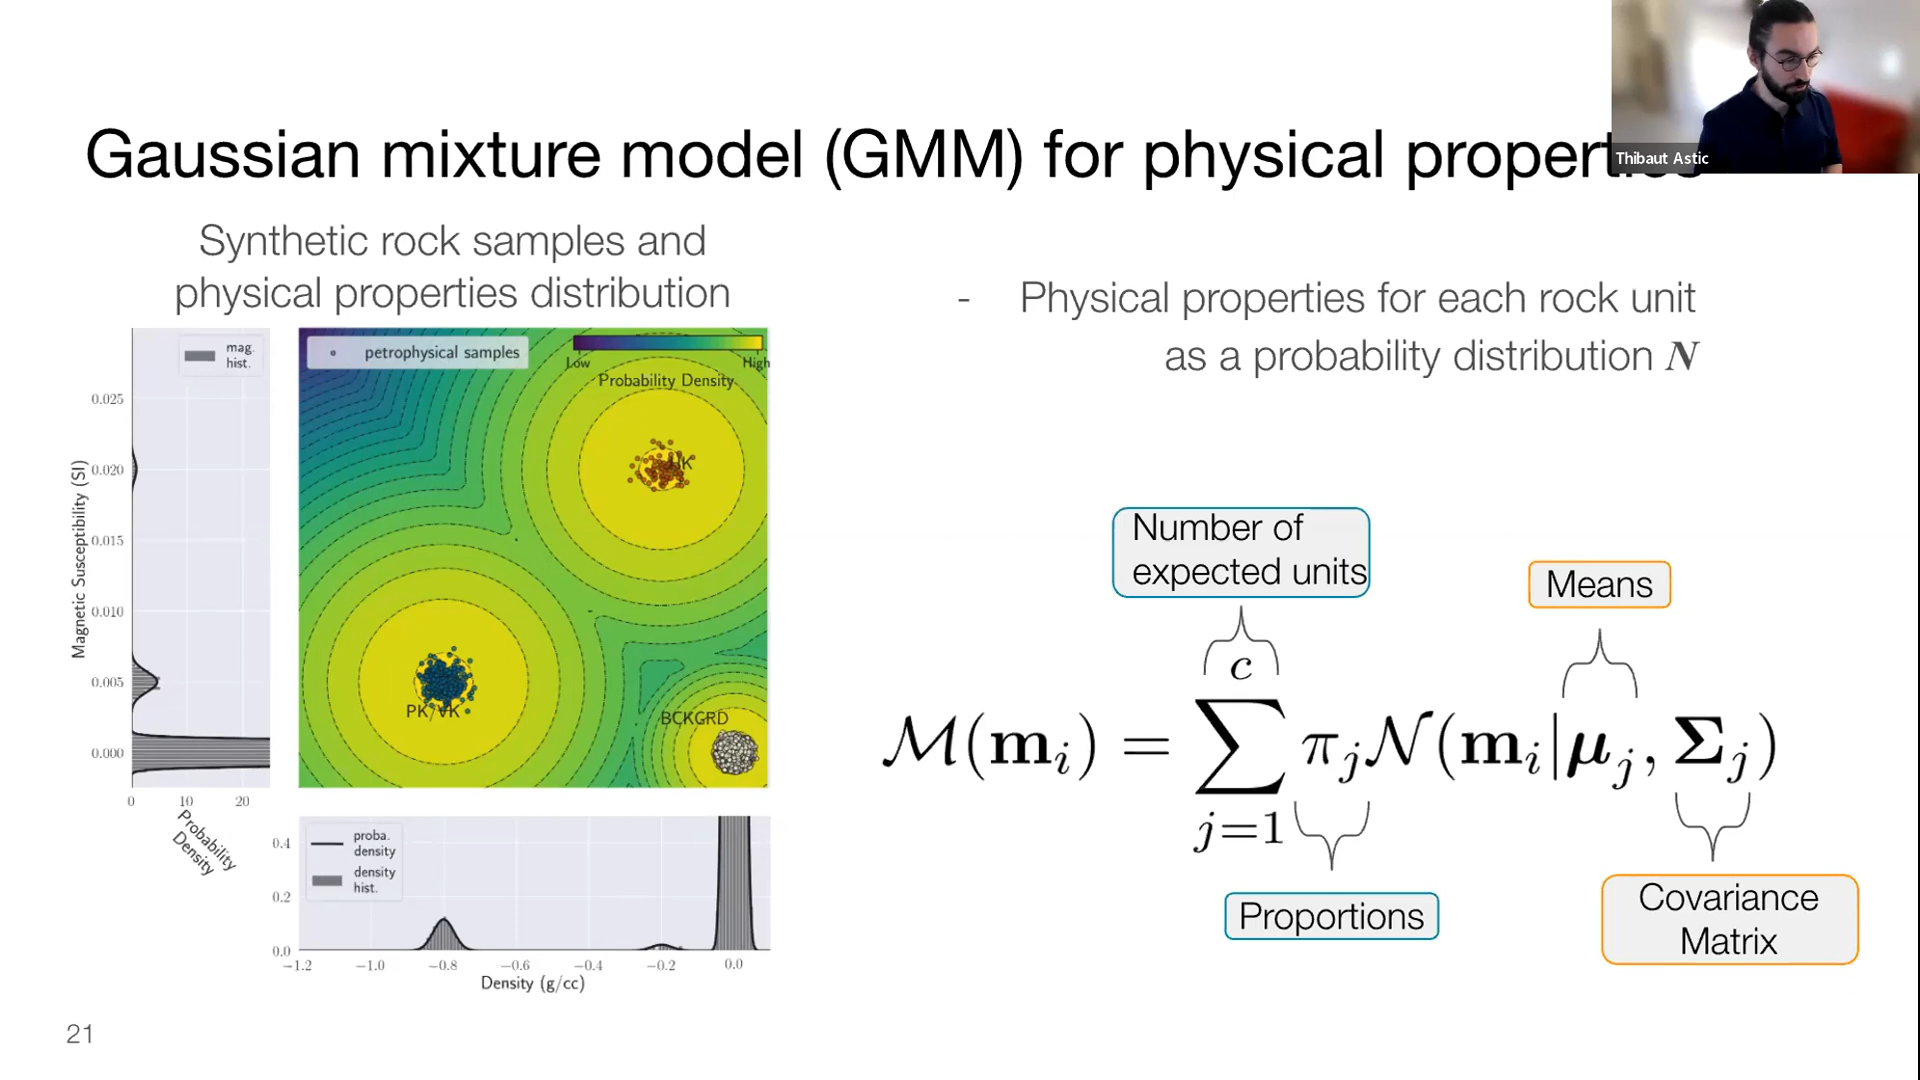 Thibaut Astic
Gaussian mixture model (GMM) for physical properties
Synthetic rock samples and
physical properties distribution
- Physical properties for each rock unit
as a probability distribution N
mag.
hist.
petrophysical samples
Low
High
Probability Density
Magnetic Susceptibility (SI)
0.025
0.020
0.015
0.010
0.005
0.000
HK
PK/VK
BCKGRD
0 10 20
Probability
Density
proba.
density
density
hist.
0.4
0.2
0.0
−1.2 −1.0 −0.8 −0.6 −0.4 −0.2 0.0
Density (g/cc)
Number of
expected units
Means
c
ℳ(𝐦ᵢ) = ∑ πⱼ𝒩(𝐦ᵢ|𝛍ⱼ, 𝚺ⱼ)
j=1
Proportions
Covariance
Matrix
21